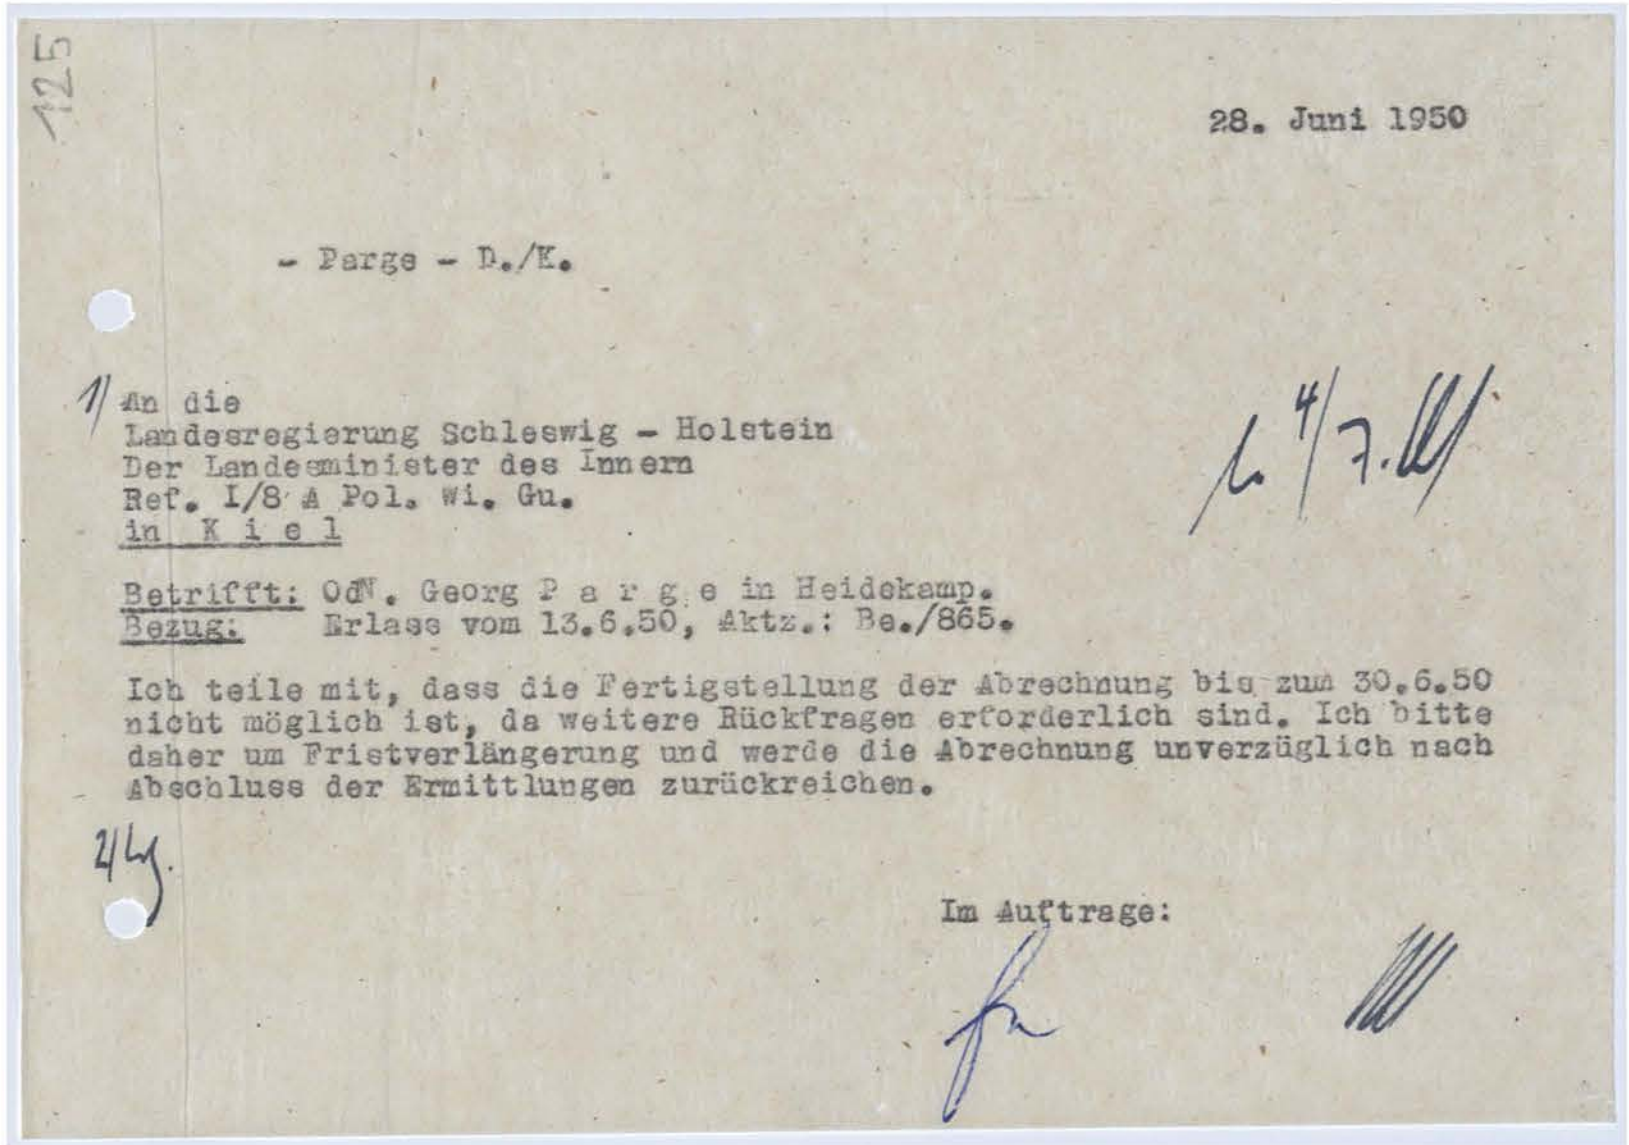 125
28. Juni 1950
- Parge - D./K.
1/ An die
Landesregierung Schleswig - Holstein
Der Landesminister des Innern
Ref. I/8 A Pol. Wi. Gu.
in K i e l
4/7.
Betrifft: OdN. Georg P a r g e in Heidekamp.
Bezug: Erlass vom 13.6.50, Aktz.: Be./865.
Ich teile mit, dass die Fertigstellung der Abrechnung bis zum 30.6.50
nicht möglich ist, da weitere Rückfragen erforderlich sind. Ich bitte
daher um Fristverlängerung und werde die Abrechnung unverzüglich nach
Abschluss der Ermittlungen zurückreichen.
2/
Im Auftrage: